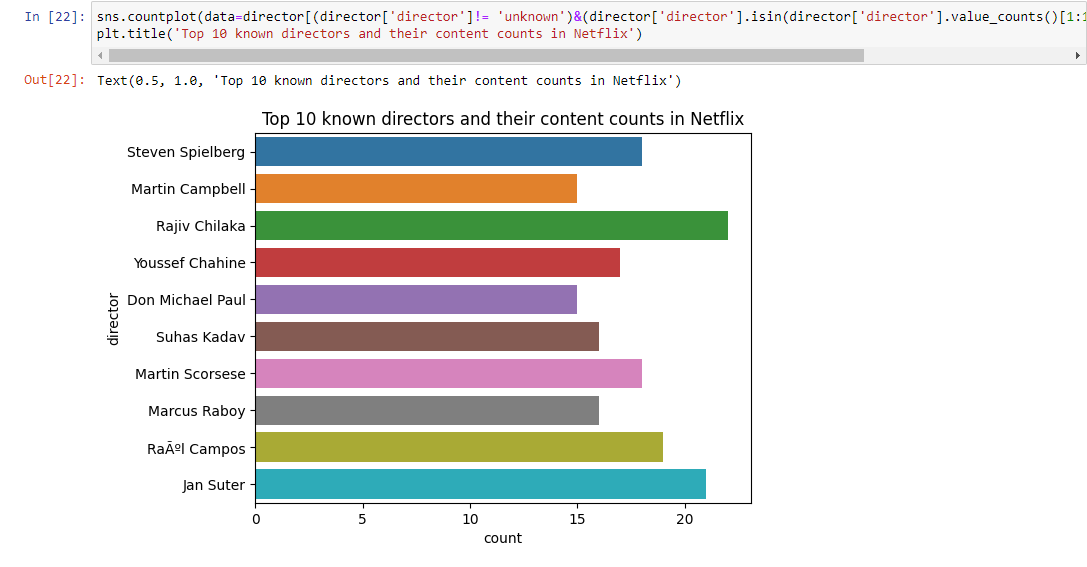 In [22]: sns.countplot(data=director[(director['director']!= 'unknown')&(director['director'].isin(director['director'].value_counts()[1:
plt.title('Top 10 known directors and their content counts in Netflix')
Out[22]: Text(0.5, 1.0, 'Top 10 known directors and their content counts in Netflix')
Top 10 known directors and their content counts in Netflix
Steven Spielberg
Martin Campbell
Rajiv Chilaka
Youssef Chahine
Don Michael Paul
Suhas Kadav
Martin Scorsese
Marcus Raboy
RaÃºl Campos
Jan Suter
director
0 5 10 15 20
count